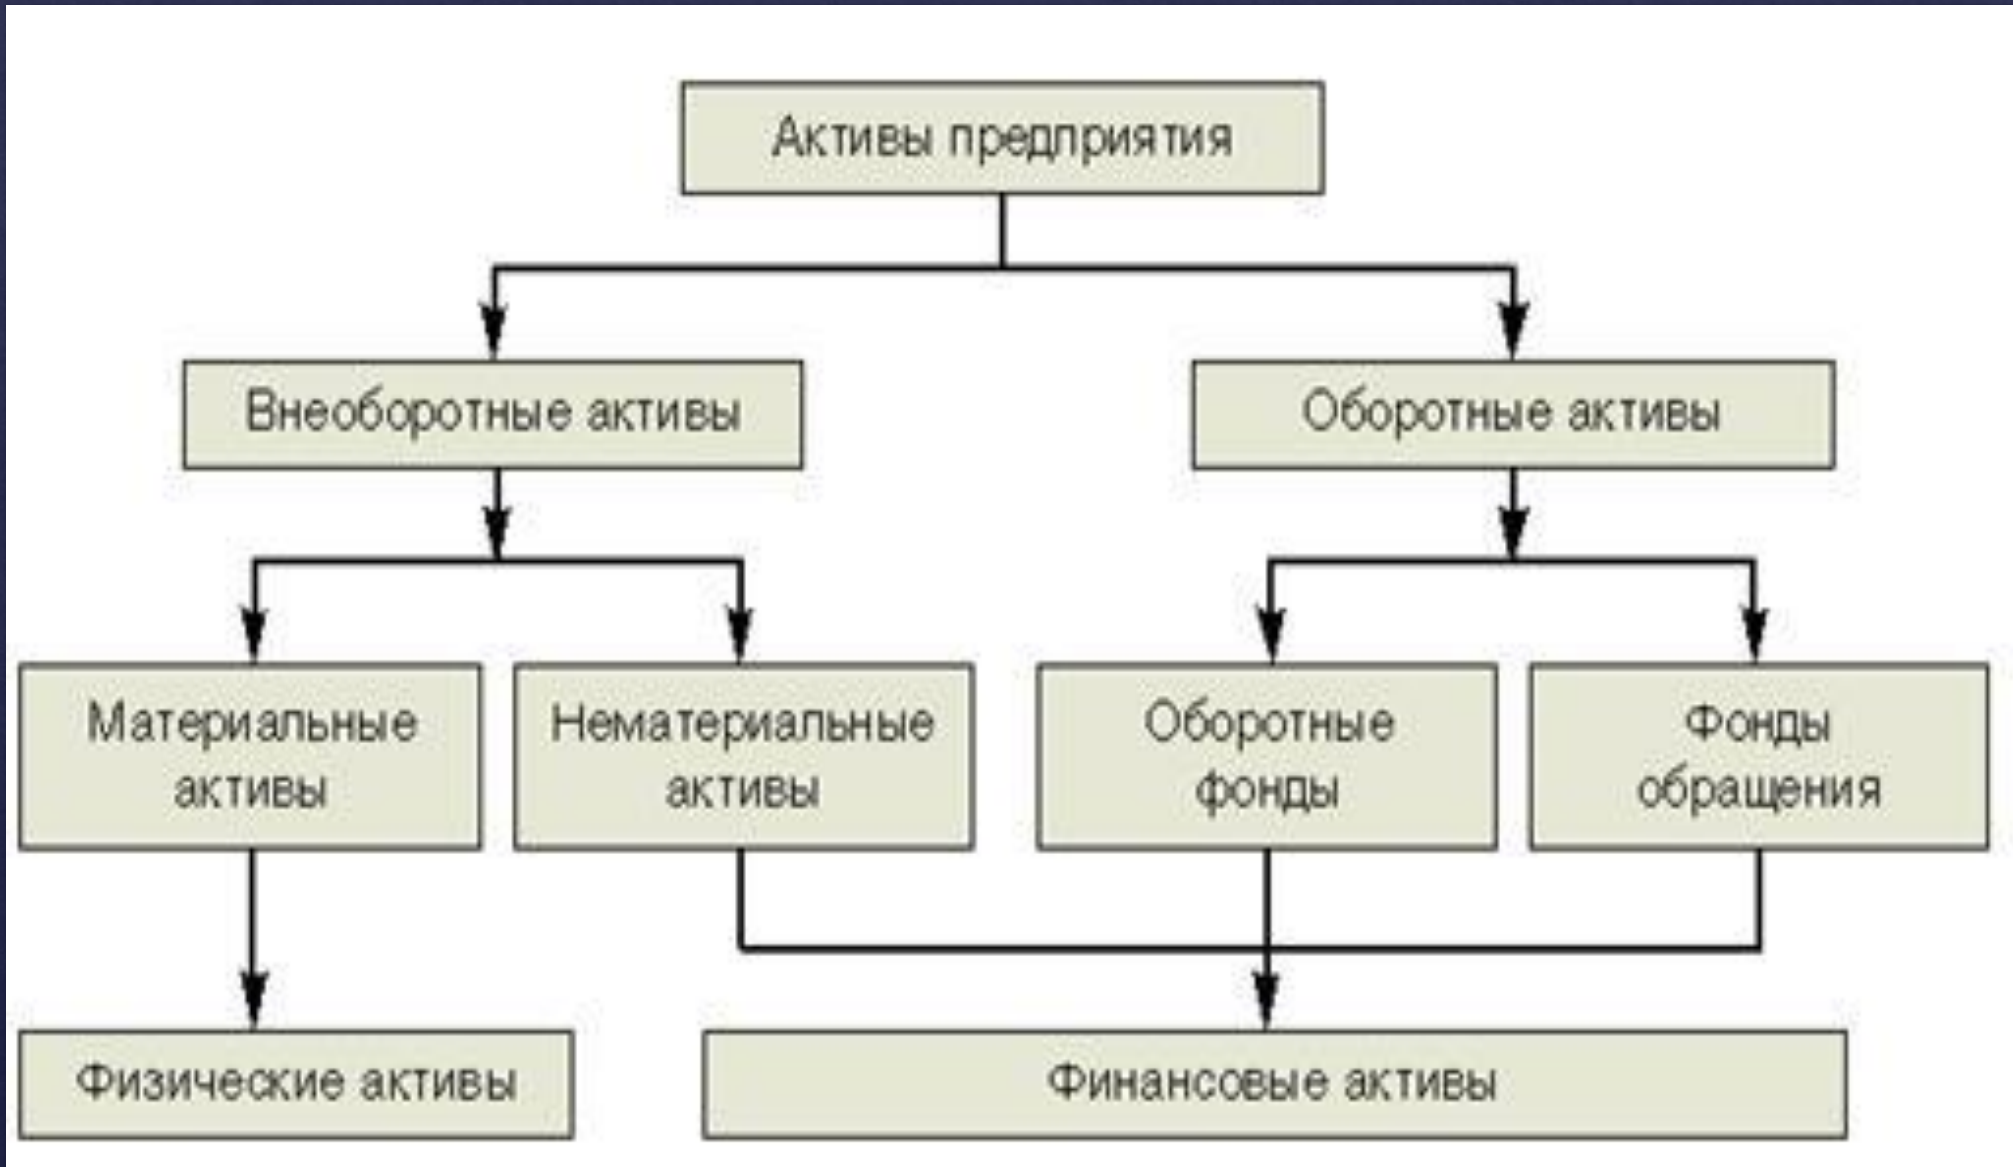 Активы предприятия
Внеоборотные активы
Оборотные активы
Материальные
активы
Нематериальные
активы
Оборотные
фонды
Фонды
обращения
Физические активы
Финансовые активы